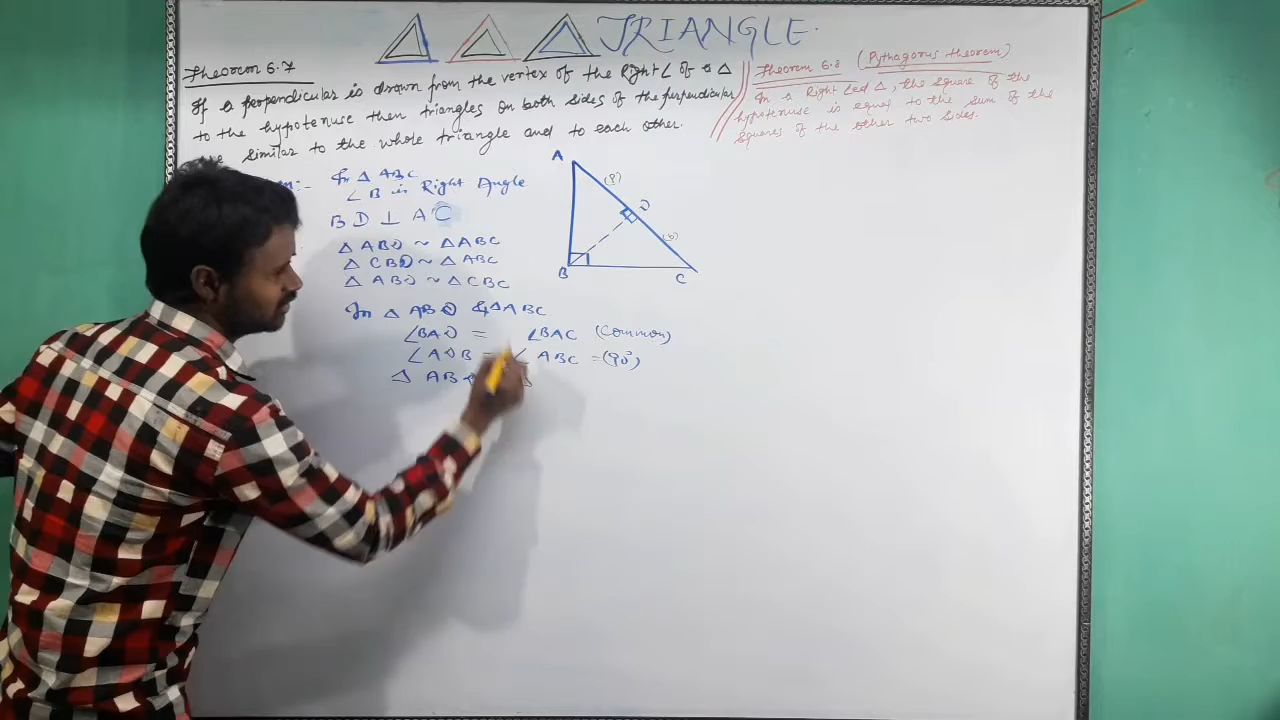 TRIANGLE.
Theorem 6.7
If a perpendicular is drawn from the vertex of the Right ∠ of a Δ
to the hypotenuse then triangles on both sides of the perpendicular
similar to the whole triangle and to each other.
Theorem 6.8 (Pythagorus theorem)
In a Right Led Δ, the square of the
hypotenuse is equal to the sum of the
squares of the other two sides.
In Δ ABC
∠ B is Right Angle
BD ⊥ AC
Δ ABD ~ Δ ABC
Δ CBD ~ Δ ABC
Δ ABD ~ Δ CBC
In Δ ABD & Δ ABC
∠BAD = ∠BAC (Common)
∠ADB = ∠ ABC = (90°)
Δ AB
A
D
B
C